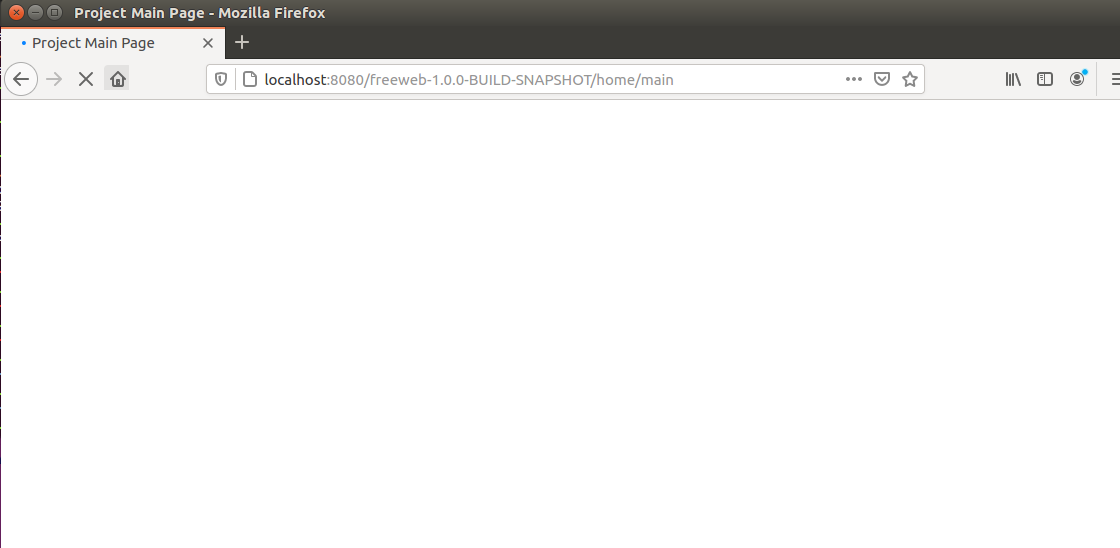 Project Main Page - Mozilla Firefox
Project Main Page
localhost:8080/freeweb-1.0.0-BUILD-SNAPSHOT/home/main